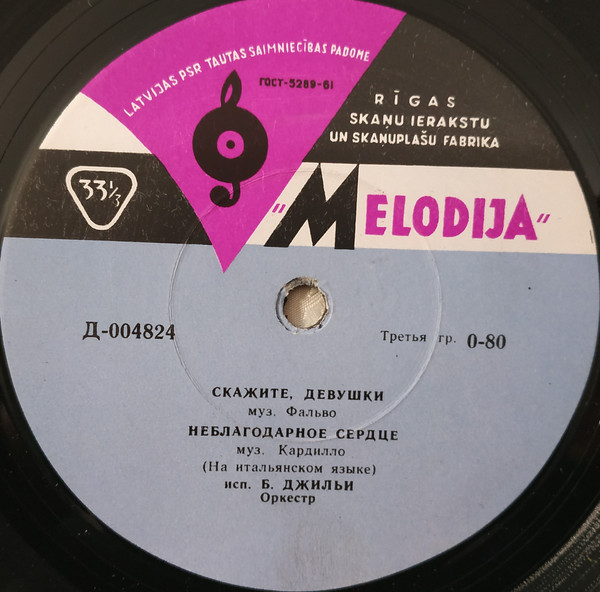 LATVIJAS PSR TAUTAS SAIMNIECĪBAS PADOME
ГОСТ-5289-61
RĪGAS
SKAŅU IERAKSTU
UN SKAŅUPLAŠU FABRIKA
33⅓
"MELODIJA"
Д-004824
Третья гр. 0-80
СКАЖИТЕ, ДЕВУШКИ
муз. Фальво
НЕБЛАГОДАРНОЕ СЕРДЦЕ
муз. Кардилло
(На итальянском языке)
исп. Б. ДЖИЛЬИ
Оркестр